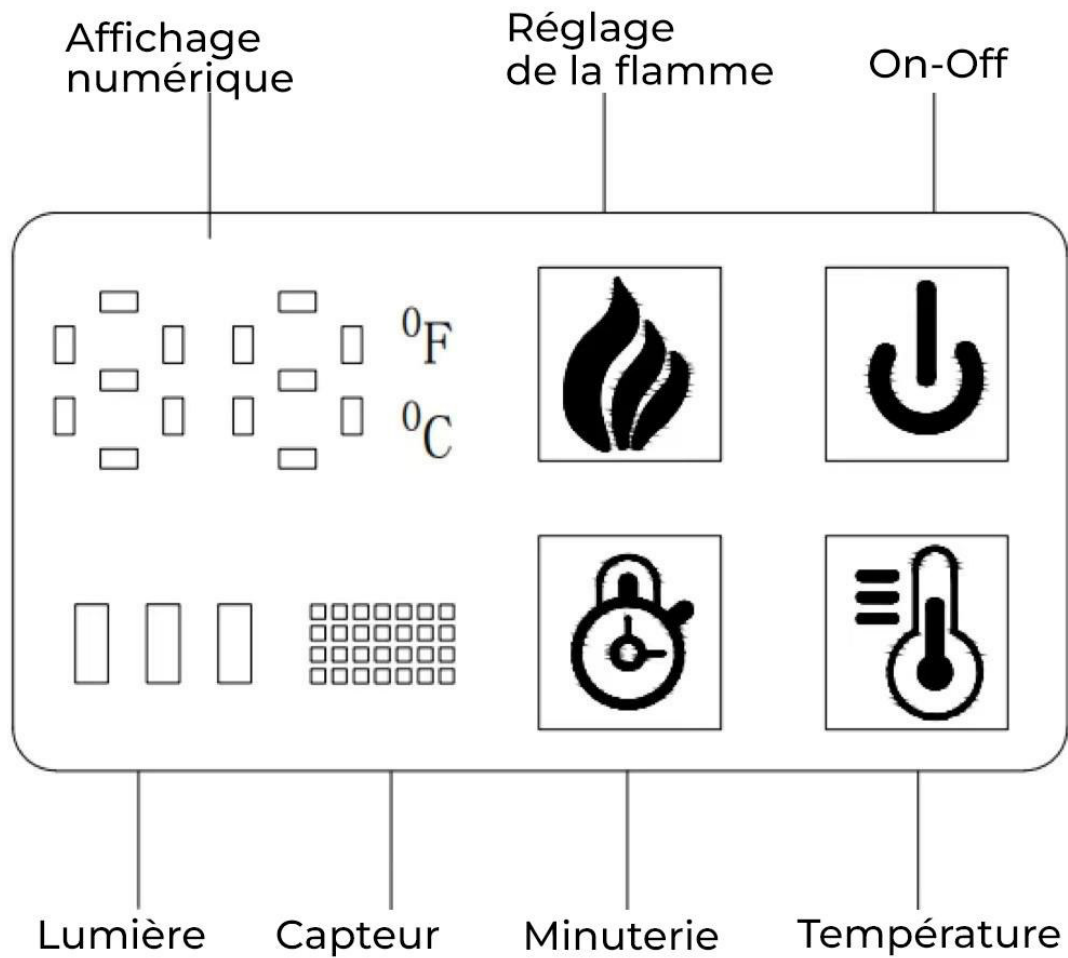 Affichage
numérique
Réglage
de la flamme
On-Off
⁰F
⁰C
Lumière
Capteur
Minuterie
Température